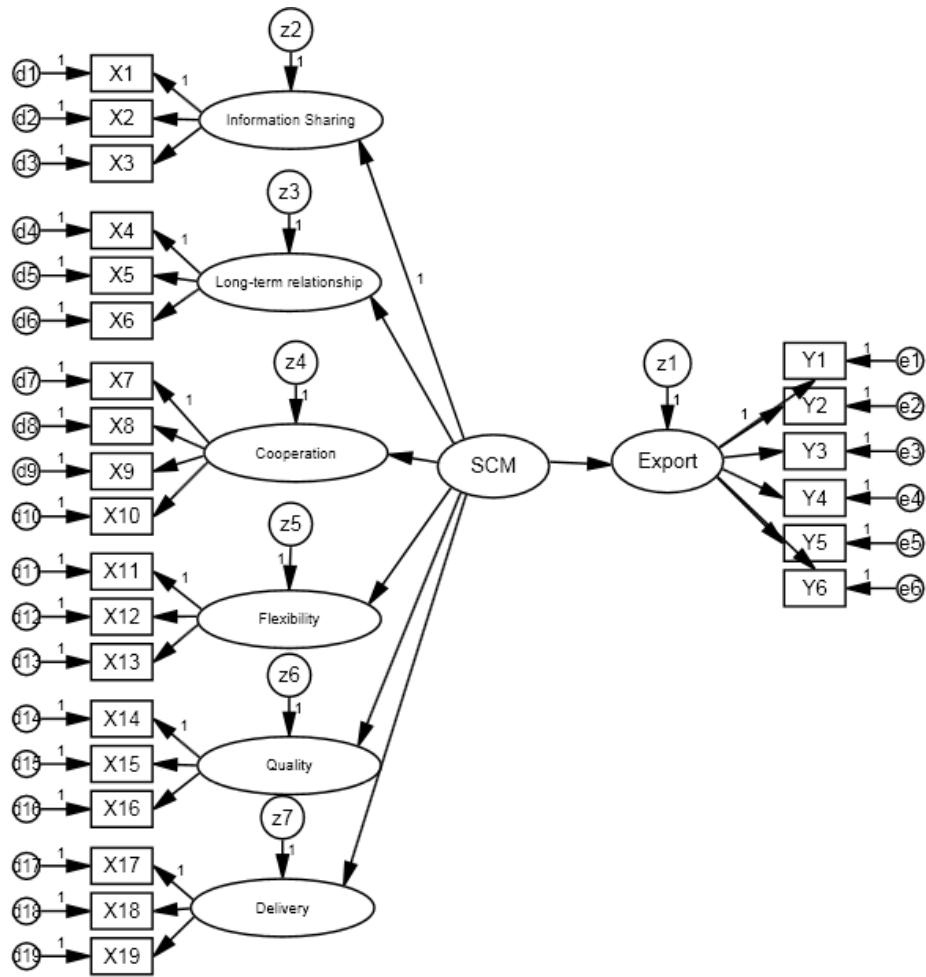 z2
d1 1 X1 1 1
d2 1 X2 Information Sharing
d3 1 X3
z3
d4 1 X4 1 1
d5 1 X5 Long-term relationship 1
d6 1 X6
z4 z1 Y1 1 e1
d7 1 X7 1 1 1 1 Y2 1 e2
d8 1 X8
d9 1 X9 Cooperation SCM Export Y3 1 e3
d10 1 X10 Y4 1 e4
z5 Y5 1 e5
d11 1 X11 1 1 Y6 1 e6
d12 1 X12 Flexibility
d13 1 X13
z6
d14 1 X14 1 1
d15 1 X15 Quality
d16 1 X16
z7
d17 1 X17 1 1
d18 1 X18 Delivery
d19 1 X19